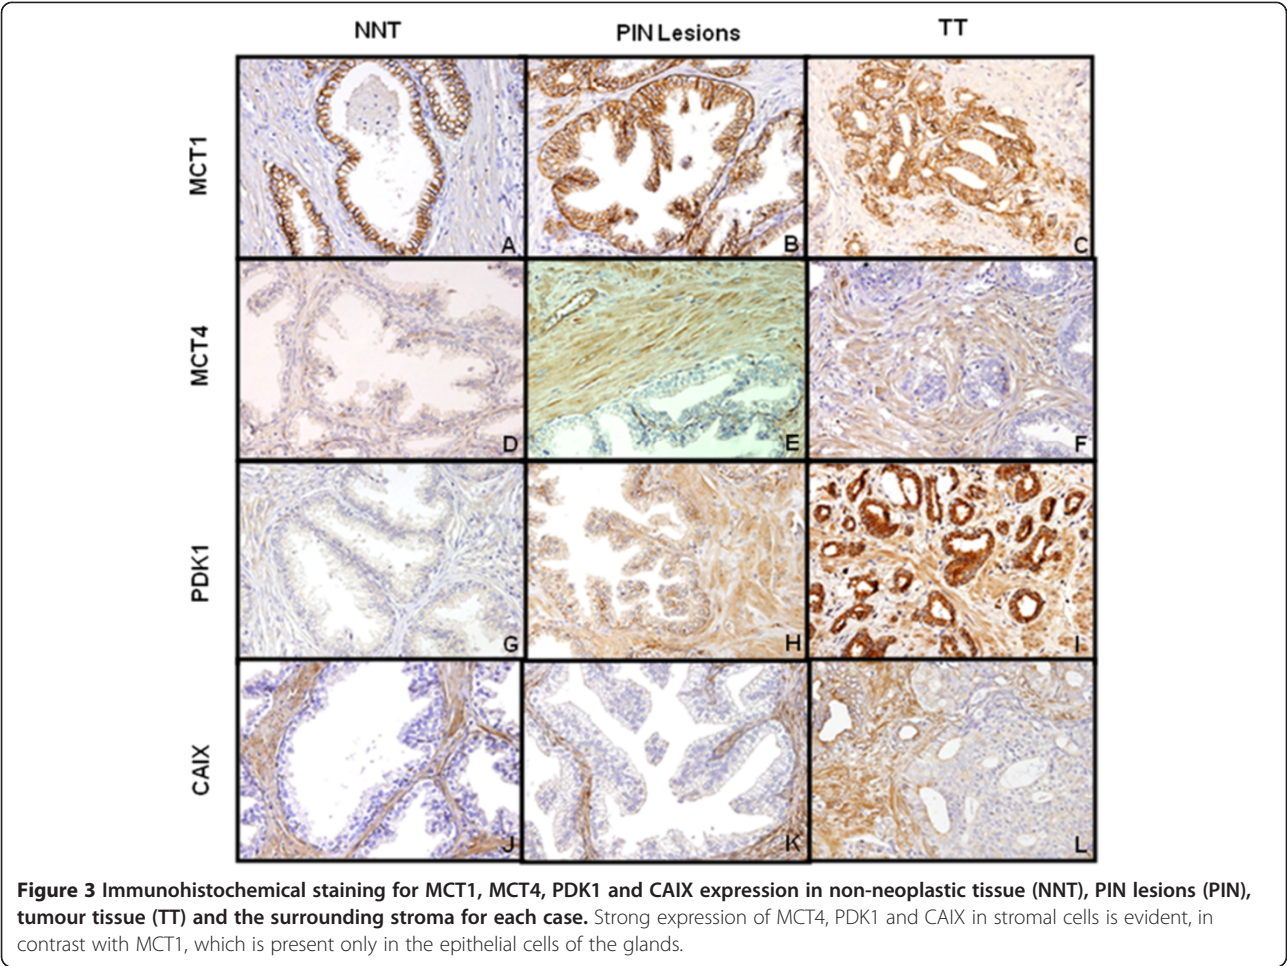 NNT PIN Lesions TT
MCT1
A B C
MCT4
D E F
PDK1
G H I
CAIX
J K L
Figure 3 Immunohistochemical staining for MCT1, MCT4, PDK1 and CAIX expression in non-neoplastic tissue (NNT), PIN lesions (PIN),
tumour tissue (TT) and the surrounding stroma for each case. Strong expression of MCT4, PDK1 and CAIX in stromal cells is evident, in
contrast with MCT1, which is present only in the epithelial cells of the glands.